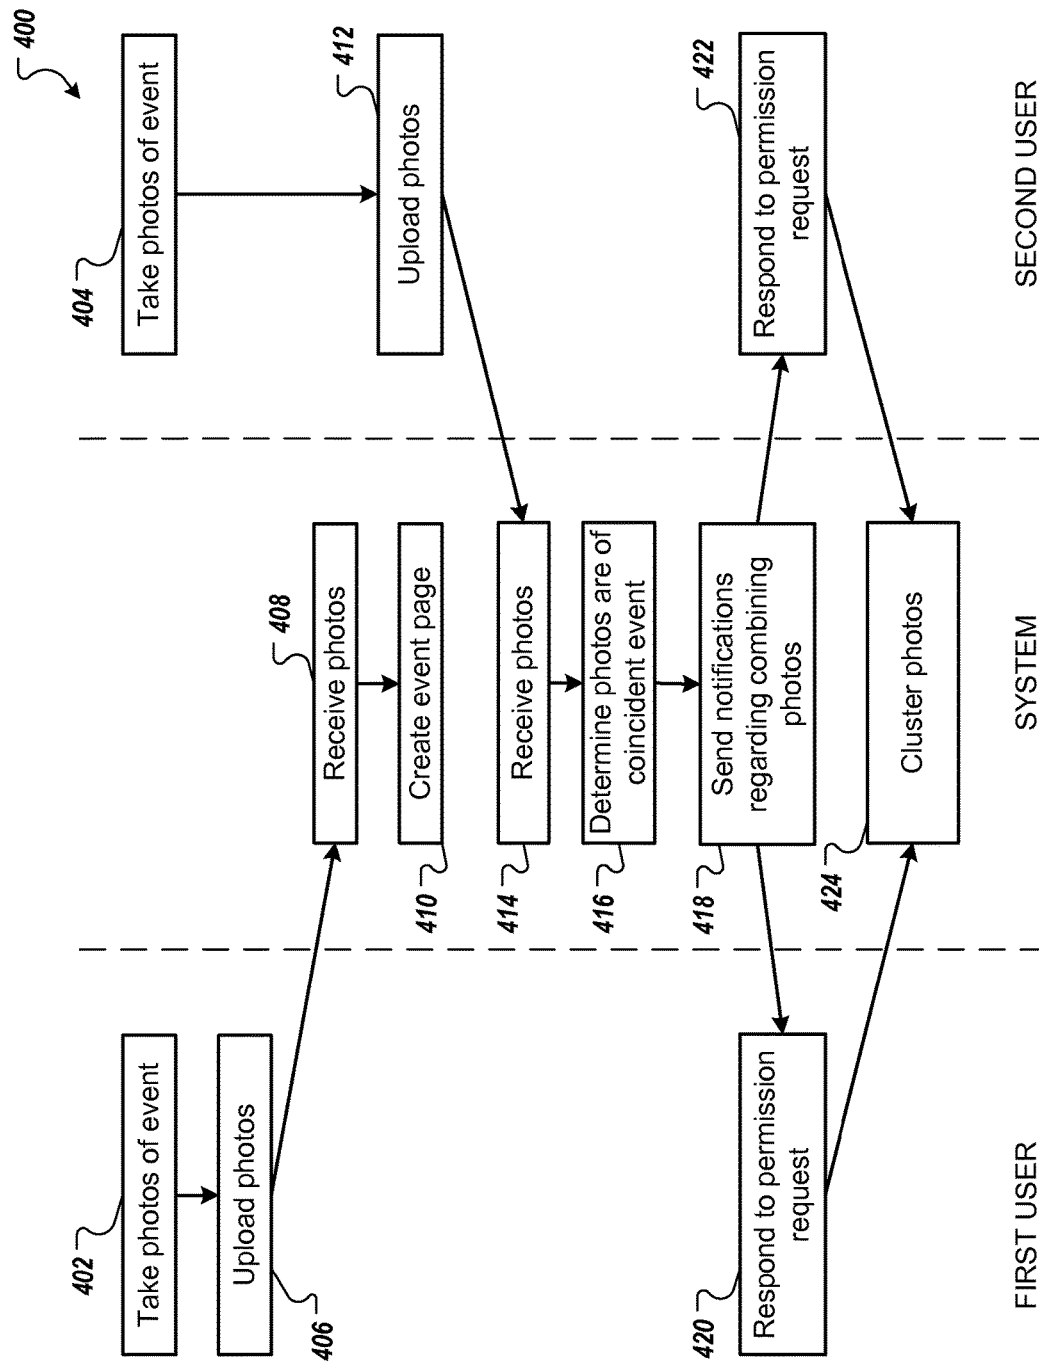 400
402
Take photos of event
404
Take photos of event
Upload photos
406
408
Receive photos
410
Create event page
412
Upload photos
414
Receive photos
416
Determine photos are of
coincident event
418
Send notifications
regarding combining
photos
420
Respond to permission
request
422
Respond to permission
request
424
Cluster photos
FIRST USER
SYSTEM
SECOND USER